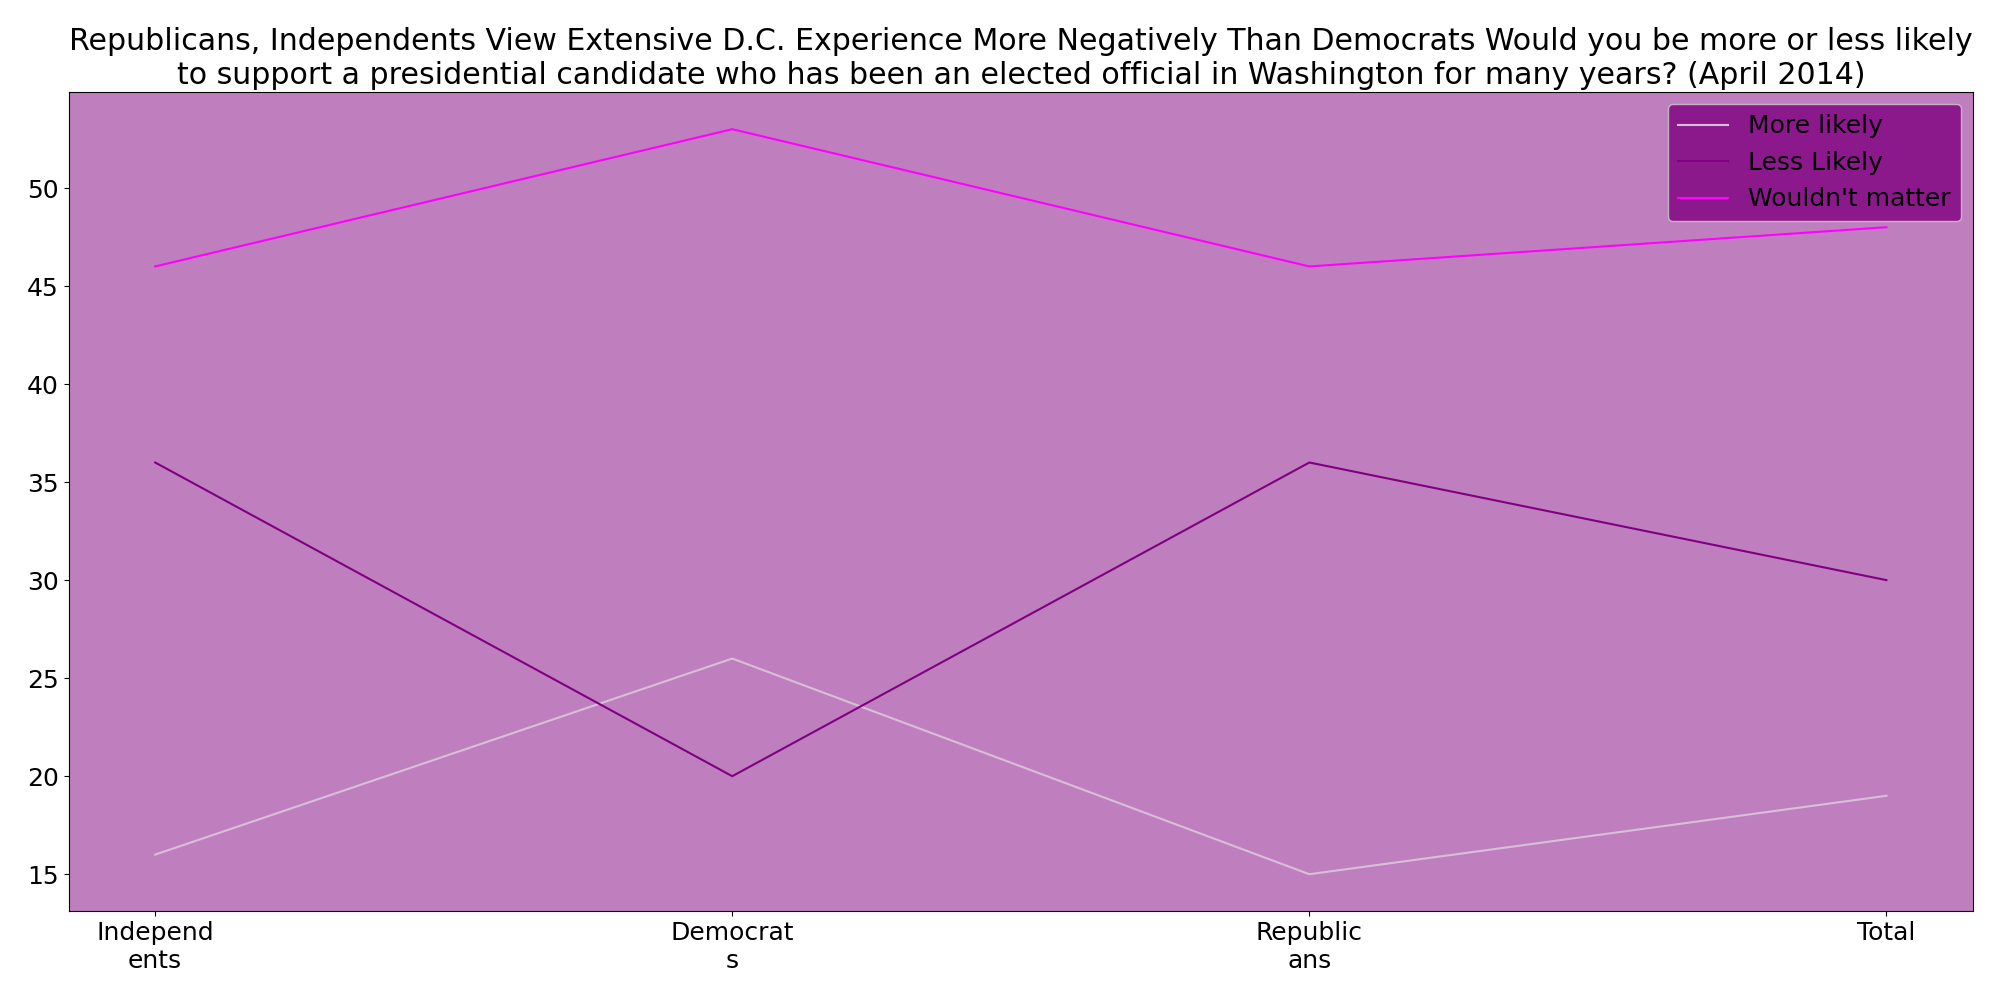 Republicans, Independents View Extensive D.C. Experience More Negatively Than Democrats Would you be more or less likely
to support a presidential candidate who has been an elected official in Washington for many years? (April 2014)
More likely
Less Likely
Wouldn't matter
50
45
40
35
30
25
20
15
Independ
ents
Democrat
s
Republic
ans
Total